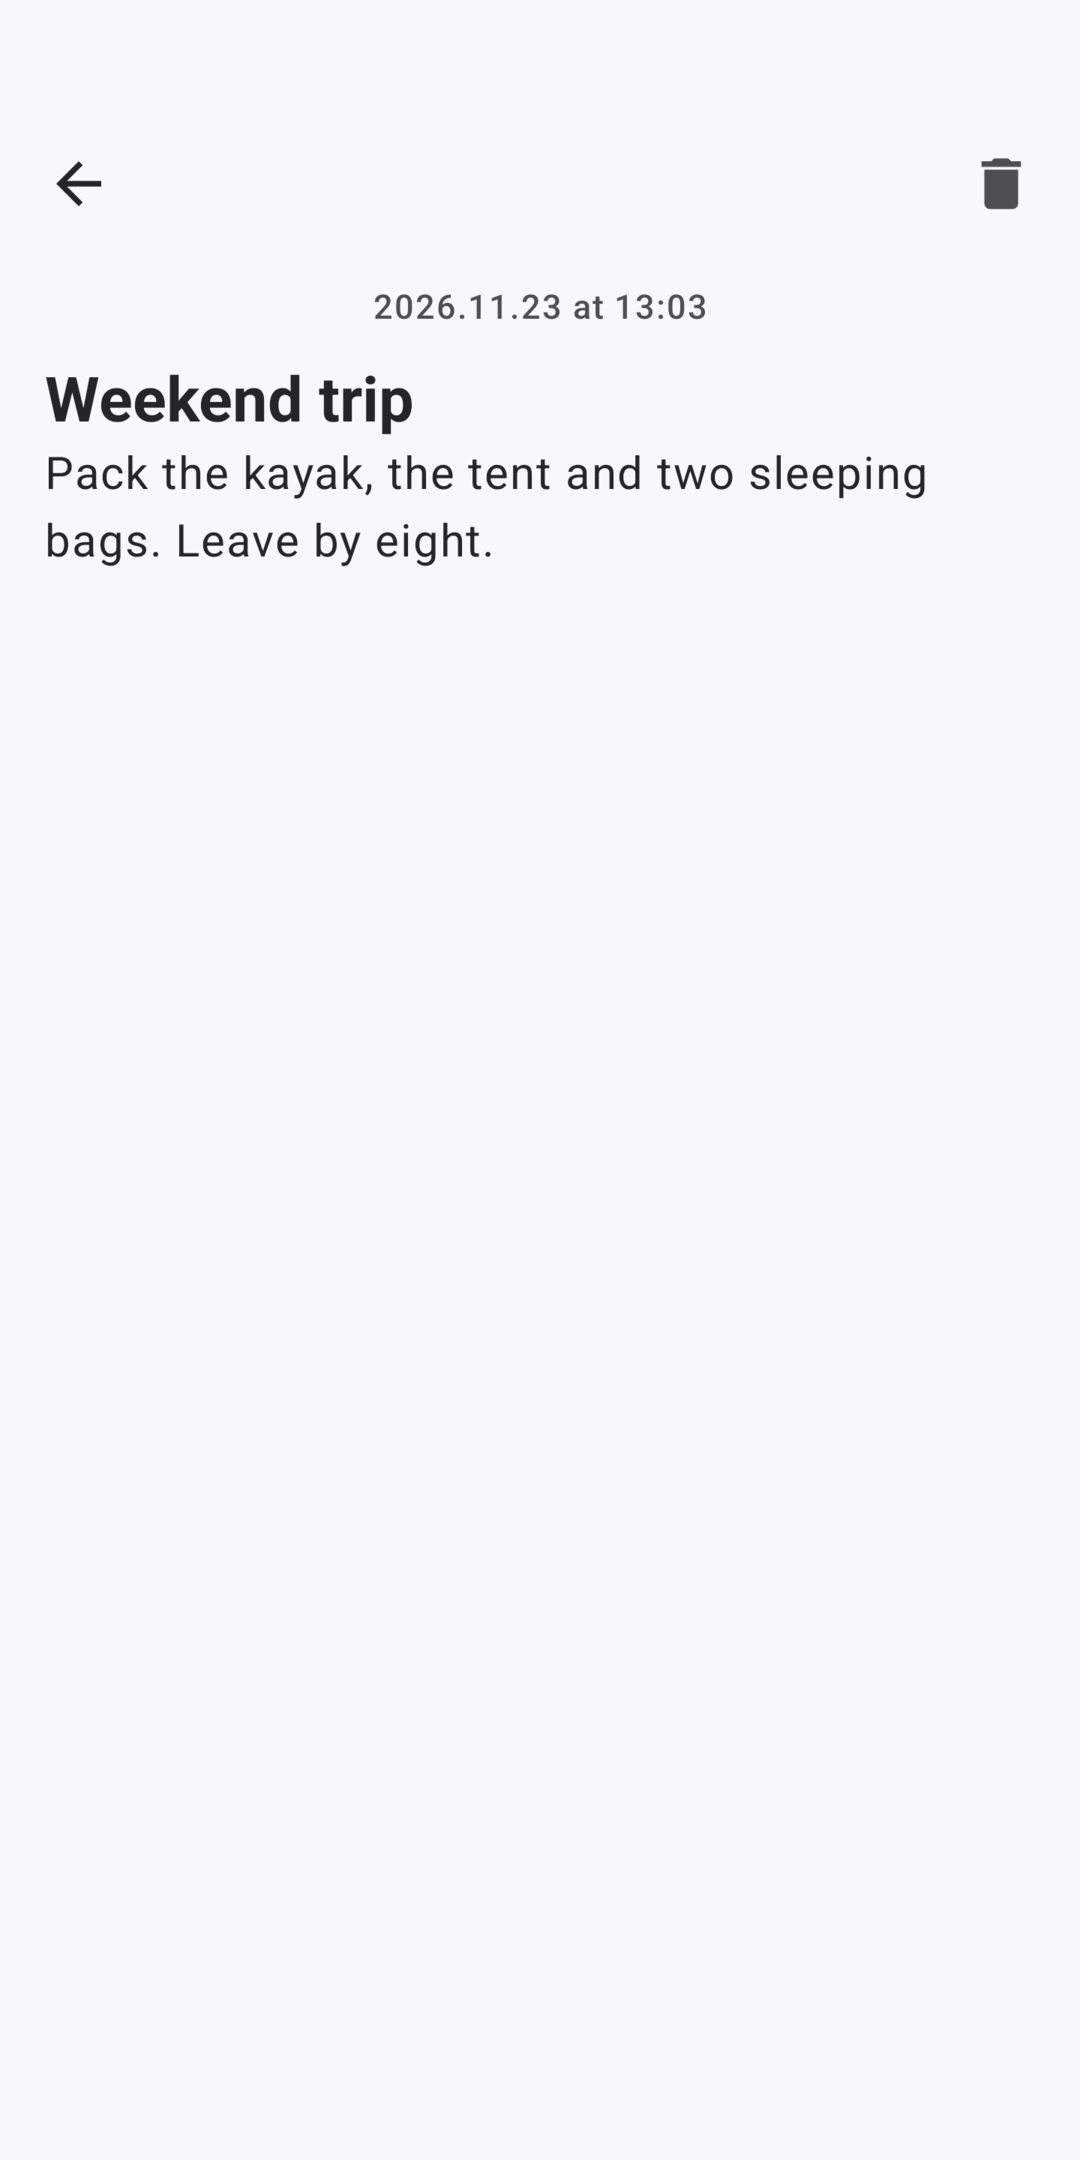 2026.11.23 at 13:03
Weekend trip
Pack the kayak, the tent and two sleeping
bags. Leave by eight.